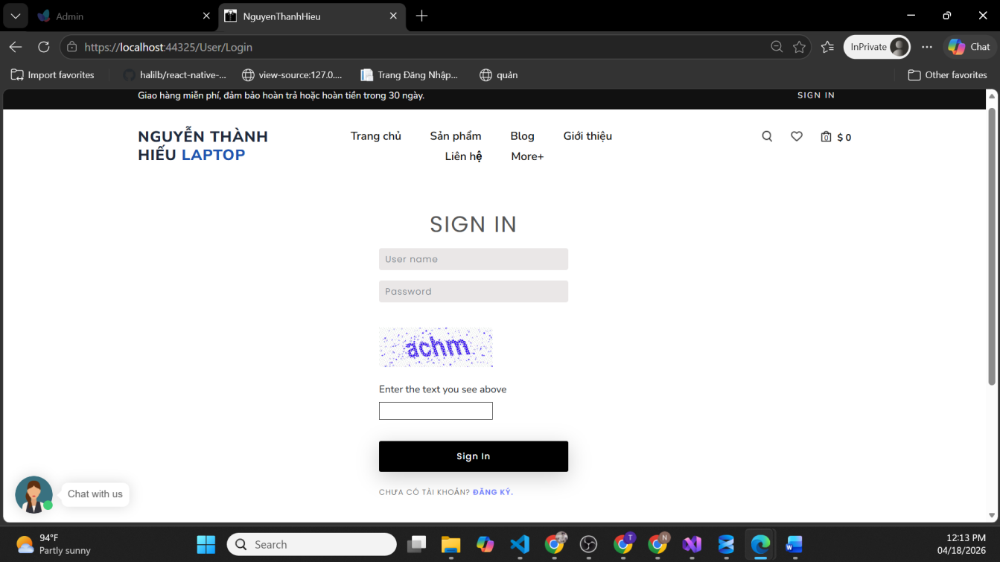 Admin
NguyenThanhHieu
https://localhost:44325/User/Login
InPrivate
Chat
Import favorites
halilb/react-native-...
view-source:127.0....
Trang Đăng Nhập...
quản
Other favorites
Giao hàng miễn phí, đảm bảo hoàn trả hoặc hoàn tiền trong 30 ngày.
SIGN IN
NGUYỄN THÀNH
HIẾU LAPTOP
Trang chủ
Sản phẩm
Blog
Giới thiệu
Liên hệ
More+
0
$ 0
SIGN IN
User name
Password
achm
Enter the text you see above
Sign In
CHƯA CÓ TÀI KHOẢN? ĐĂNG KÝ.
Chat with us
94°F
Partly sunny
Search
T
N
W
12:13 PM
04/18/2026